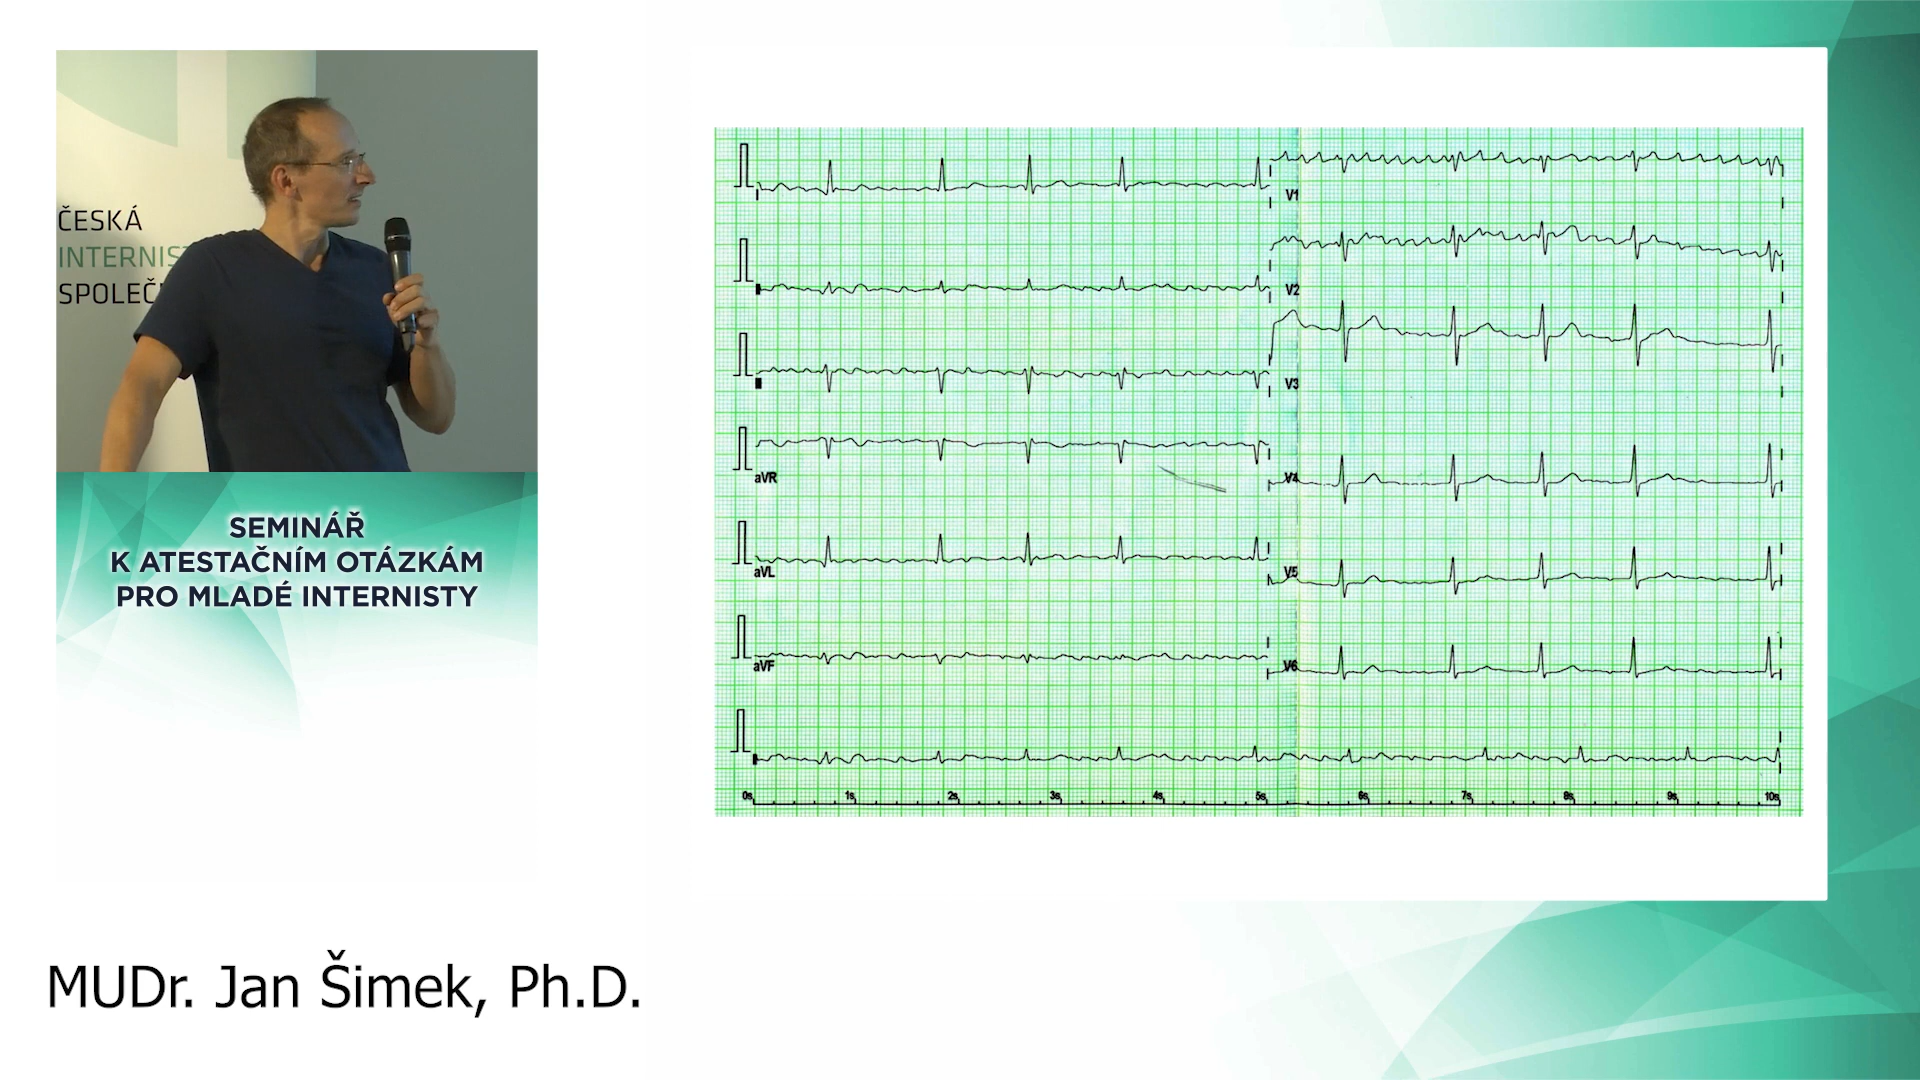 ČESKÁ
INTERNIS
SPOLEČ
SEMINÁŘ
K ATESTAČNÍM OTÁZKÁM
PRO MLADÉ INTERNISTY
MUDr. Jan Šimek, Ph.D.
V1
V2
V3
aVR
V4
aVL
V5
aVF
V6
0s 1s 2s 3s 4s 5s 6s 7s 8s 9s 10s